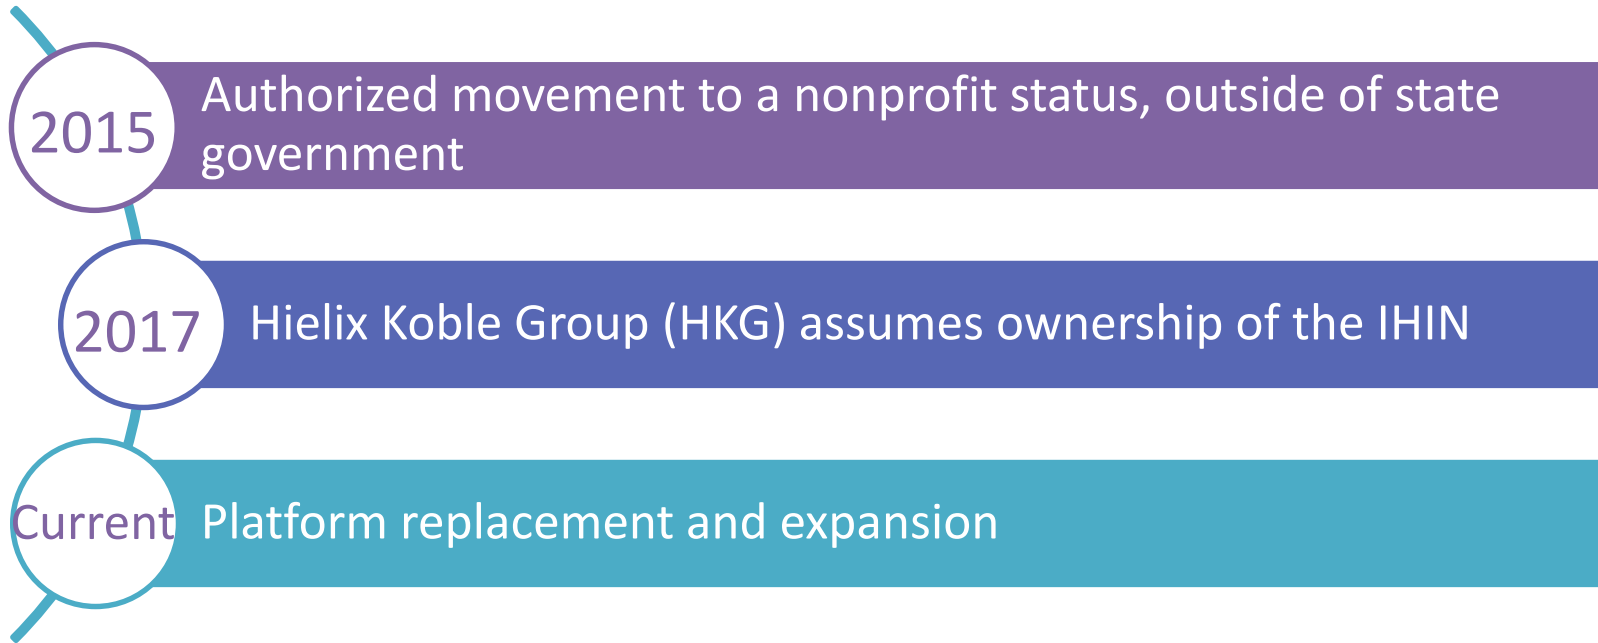 2015
Authorized movement to a nonprofit status, outside of state
government
2017
Hielix Koble Group (HKG) assumes ownership of the IHIN
Current
Platform replacement and expansion